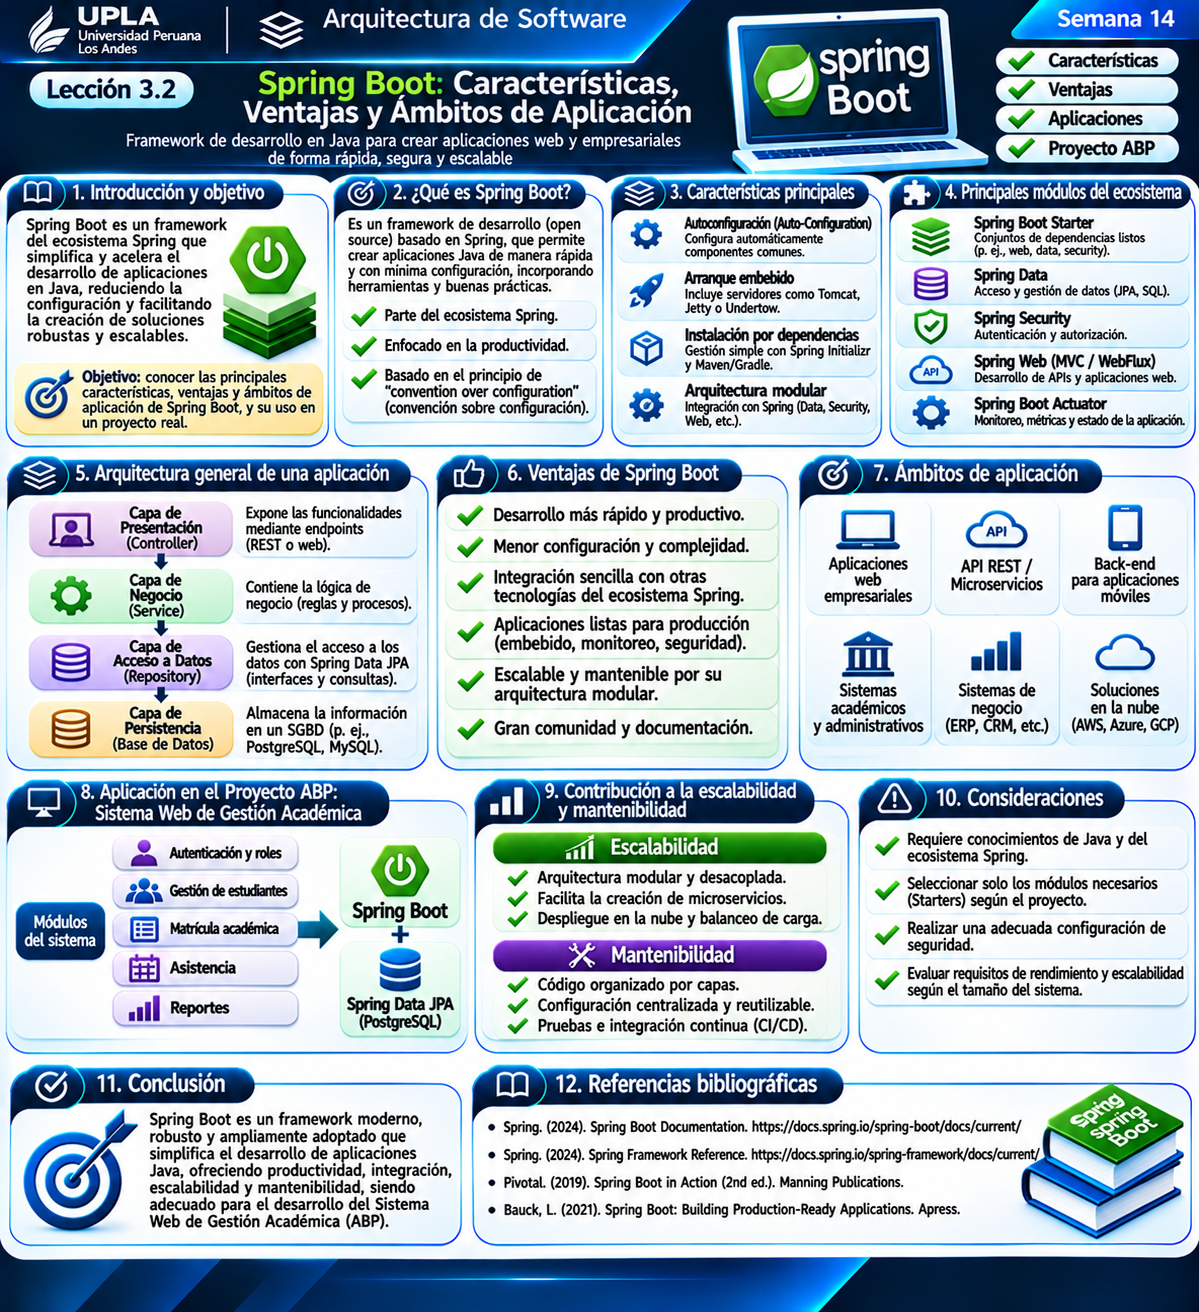 UPLA
Universidad Peruana
Los Andes
Arquitectura de Software
Semana 14
Lección 3.2
Spring Boot: Características,
Ventajas y Ámbitos de Aplicación
Framework de desarrollo en Java para crear aplicaciones web y empresariales
de forma rápida, segura y escalable
spring
Boot
Características
Ventajas
Aplicaciones
Proyecto ABP
1. Introducción y objetivo
Spring Boot es un framework
del ecosistema Spring que
simplifica y acelera el
desarrollo de aplicaciones
en Java, reduciendo la
configuración y facilitando
la creación de soluciones
robustas y escalables.
Objetivo: conocer las principales
características, ventajas y ámbitos de
aplicación de Spring Boot, y su uso en
un proyecto real.
2. ¿Qué es Spring Boot?
Es un framework de desarrollo (open
source) basado en Spring, que permite
crear aplicaciones Java de manera rápida
y con mínima configuración, incorporando
herramientas y buenas prácticas.
Parte del ecosistema Spring.
Enfocado en la productividad.
Basado en el principio de
"convention over configuration"
(convención sobre configuración).
3. Características principales
Autoconfiguración (Auto-Configuration)
Configura automáticamente
componentes comunes.
Arranque embebido
Incluye servidores como Tomcat,
Jetty o Undertow.
Instalación por dependencias
Gestión simple con Spring Initializr
y Maven/Gradle.
Arquitectura modular
Integración con Spring (Data, Security,
Web, etc.).
4. Principales módulos del ecosistema
Spring Boot Starter
Conjuntos de dependencias listos
(p. ej., web, data, security).
Spring Data
Acceso y gestión de datos (JPA, SQL).
Spring Security
Autenticación y autorización.
API
Spring Web (MVC / WebFlux)
Desarrollo de APIs y aplicaciones web.
Spring Boot Actuator
Monitoreo, métricas y estado de la aplicación.
5. Arquitectura general de una aplicación
Capa de
Presentación
(Controller)
Expone las funcionalidades
mediante endpoints
(REST o web).
Capa de
Negocio
(Service)
Contiene la lógica de
negocio (reglas y procesos).
Capa de
Acceso a Datos
(Repository)
Gestiona el acceso a los
datos con Spring Data JPA
(interfaces y consultas).
Capa de
Persistencia
(Base de Datos)
Almacena la información
en un SGBD (p. ej.,
PostgreSQL, MySQL).
6. Ventajas de Spring Boot
Desarrollo más rápido y productivo.
Menor configuración y complejidad.
Integración sencilla con otras
tecnologías del ecosistema Spring.
Aplicaciones listas para producción
(embebido, monitoreo, seguridad).
Escalable y mantenible por su
arquitectura modular.
Gran comunidad y documentación.
7. Ámbitos de aplicación
Aplicaciones
web
empresariales
API
API REST /
Microservicios
Back-end
para aplicaciones
móviles
Sistemas
académicos
y administrativos
Sistemas de
negocio
(ERP, CRM, etc.)
Soluciones
en la nube
(AWS, Azure, GCP)
8. Aplicación en el Proyecto ABP:
Sistema Web de Gestión Académica
Módulos
del sistema
Autenticación y roles
Gestión de estudiantes
Matrícula académica
Asistencia
Reportes
Spring Boot
+
Spring Data JPA
(PostgreSQL)
9. Contribución a la escalabilidad
y mantenibilidad
Escalabilidad
Arquitectura modular y desacoplada.
Facilita la creación de microservicios.
Despliegue en la nube y balanceo de carga.
Mantenibilidad
Código organizado por capas.
Configuración centralizada y reutilizable.
Pruebas e integración continua (CI/CD).
10. Consideraciones
Requiere conocimientos de Java y del
ecosistema Spring.
Seleccionar solo los módulos necesarios
(Starters) según el proyecto.
Realizar una adecuada configuración de
seguridad.
Evaluar requisitos de rendimiento y escalabilidad
según el tamaño del sistema.
11. Conclusión
Spring Boot es un framework moderno,
robusto y ampliamente adoptado que
simplifica el desarrollo de aplicaciones
Java, ofreciendo productividad, integración,
escalabilidad y mantenibilidad, siendo
adecuado para el desarrollo del Sistema
Web de Gestión Académica (ABP).
12. Referencias bibliográficas
• Spring. (2024). Spring Boot Documentation. https://docs.spring.io/spring-boot/docs/current/
• Spring. (2024). Spring Framework Reference. https://docs.spring.io/spring-framework/docs/current/
• Pivotal. (2019). Spring Boot in Action (2nd ed.). Manning Publications.
• Bauck, L. (2021). Spring Boot: Building Production-Ready Applications. Apress.
Spring
spring
Boot